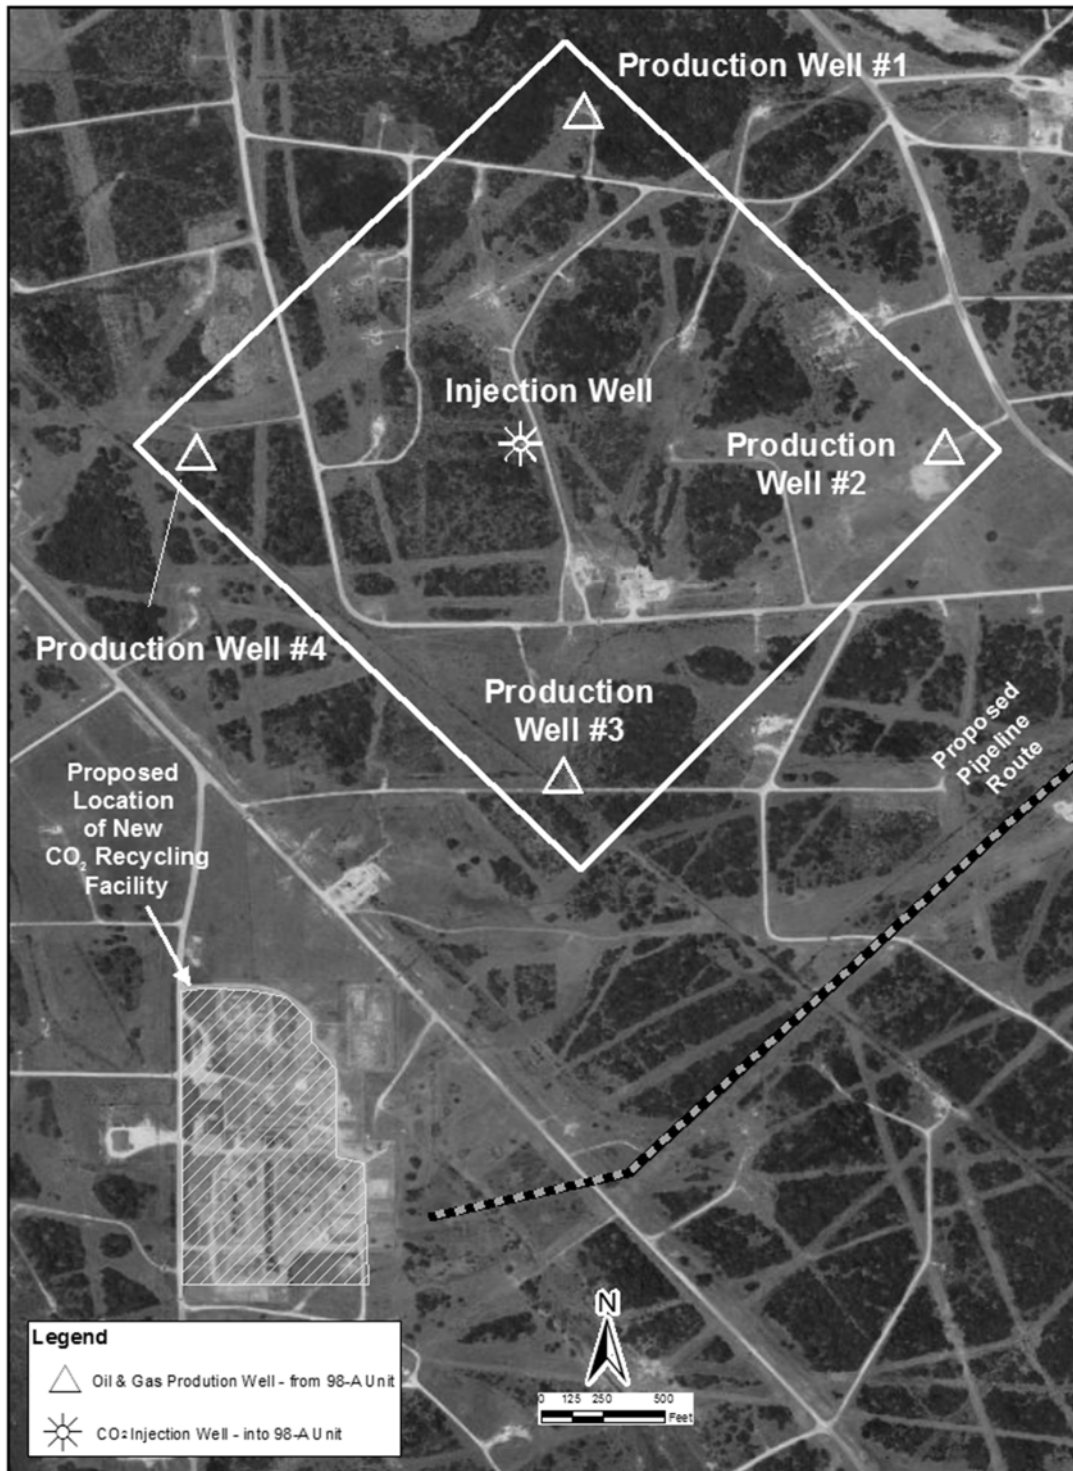 Production Well #1
Injection Well
Production
Well #2
Production Well #4
Production
Well #3
Proposed
Pipeline
Route
Proposed
Location
of New
CO₂ Recycling
Facility
N
0 125 250 500
Feet
Legend
Oil & Gas Prodution Well - from 98-A Unit
CO₂ Injection Well - into 98-A Unit